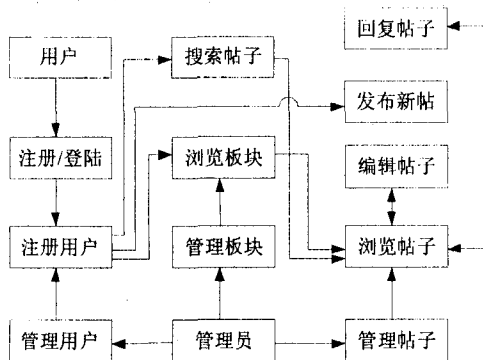 回复帖子
用户
搜索帖子
发布新帖
注册/登陆
浏览板块
编辑帖子
注册用户
管理板块
浏览帖子
管理用户
管理员
管理帖子